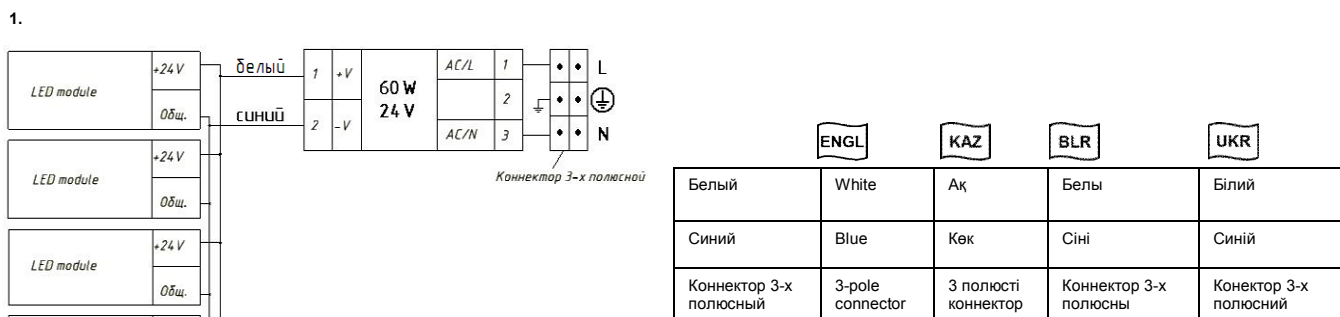 1.
LED module
+24V
Общ.
белый
синий
1 +V
2 -V
60 W
24 V
AC/L 1
2
AC/N 3
L
N
Коннектор 3-х полюсной
LED module
+24V
Общ.
LED module
+24V
Общ.
ENGL KAZ BLR UKR
Белый White Ақ Белы Білий
Синий Blue Көк Сіні Синій
Коннектор 3-х 3-pole 3 полюсті Коннектор 3-х Конектор 3-х
полюсный connector коннектор полюсны полюсний